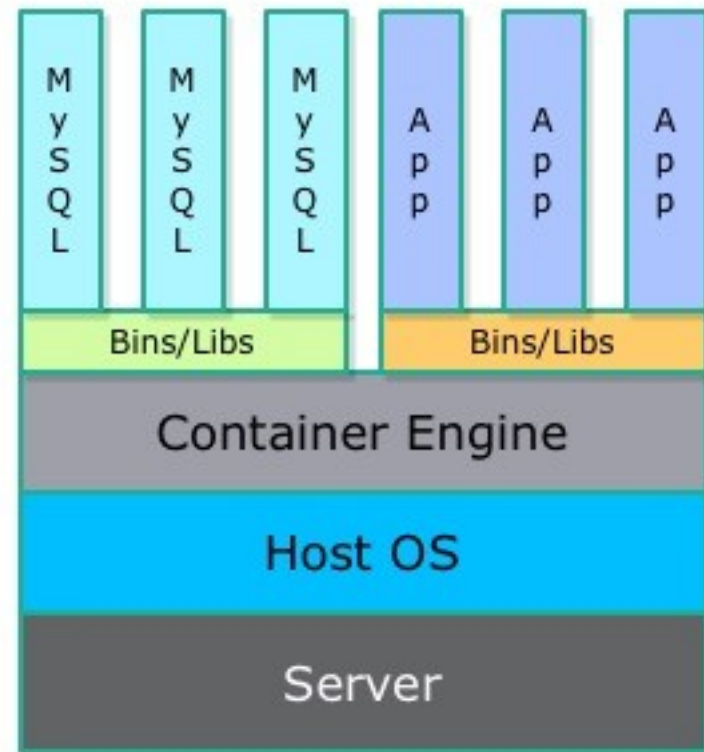 MySQL
MySQL
MySQL
App
App
App
Bins/Libs
Bins/Libs
Container Engine
Host OS
Server